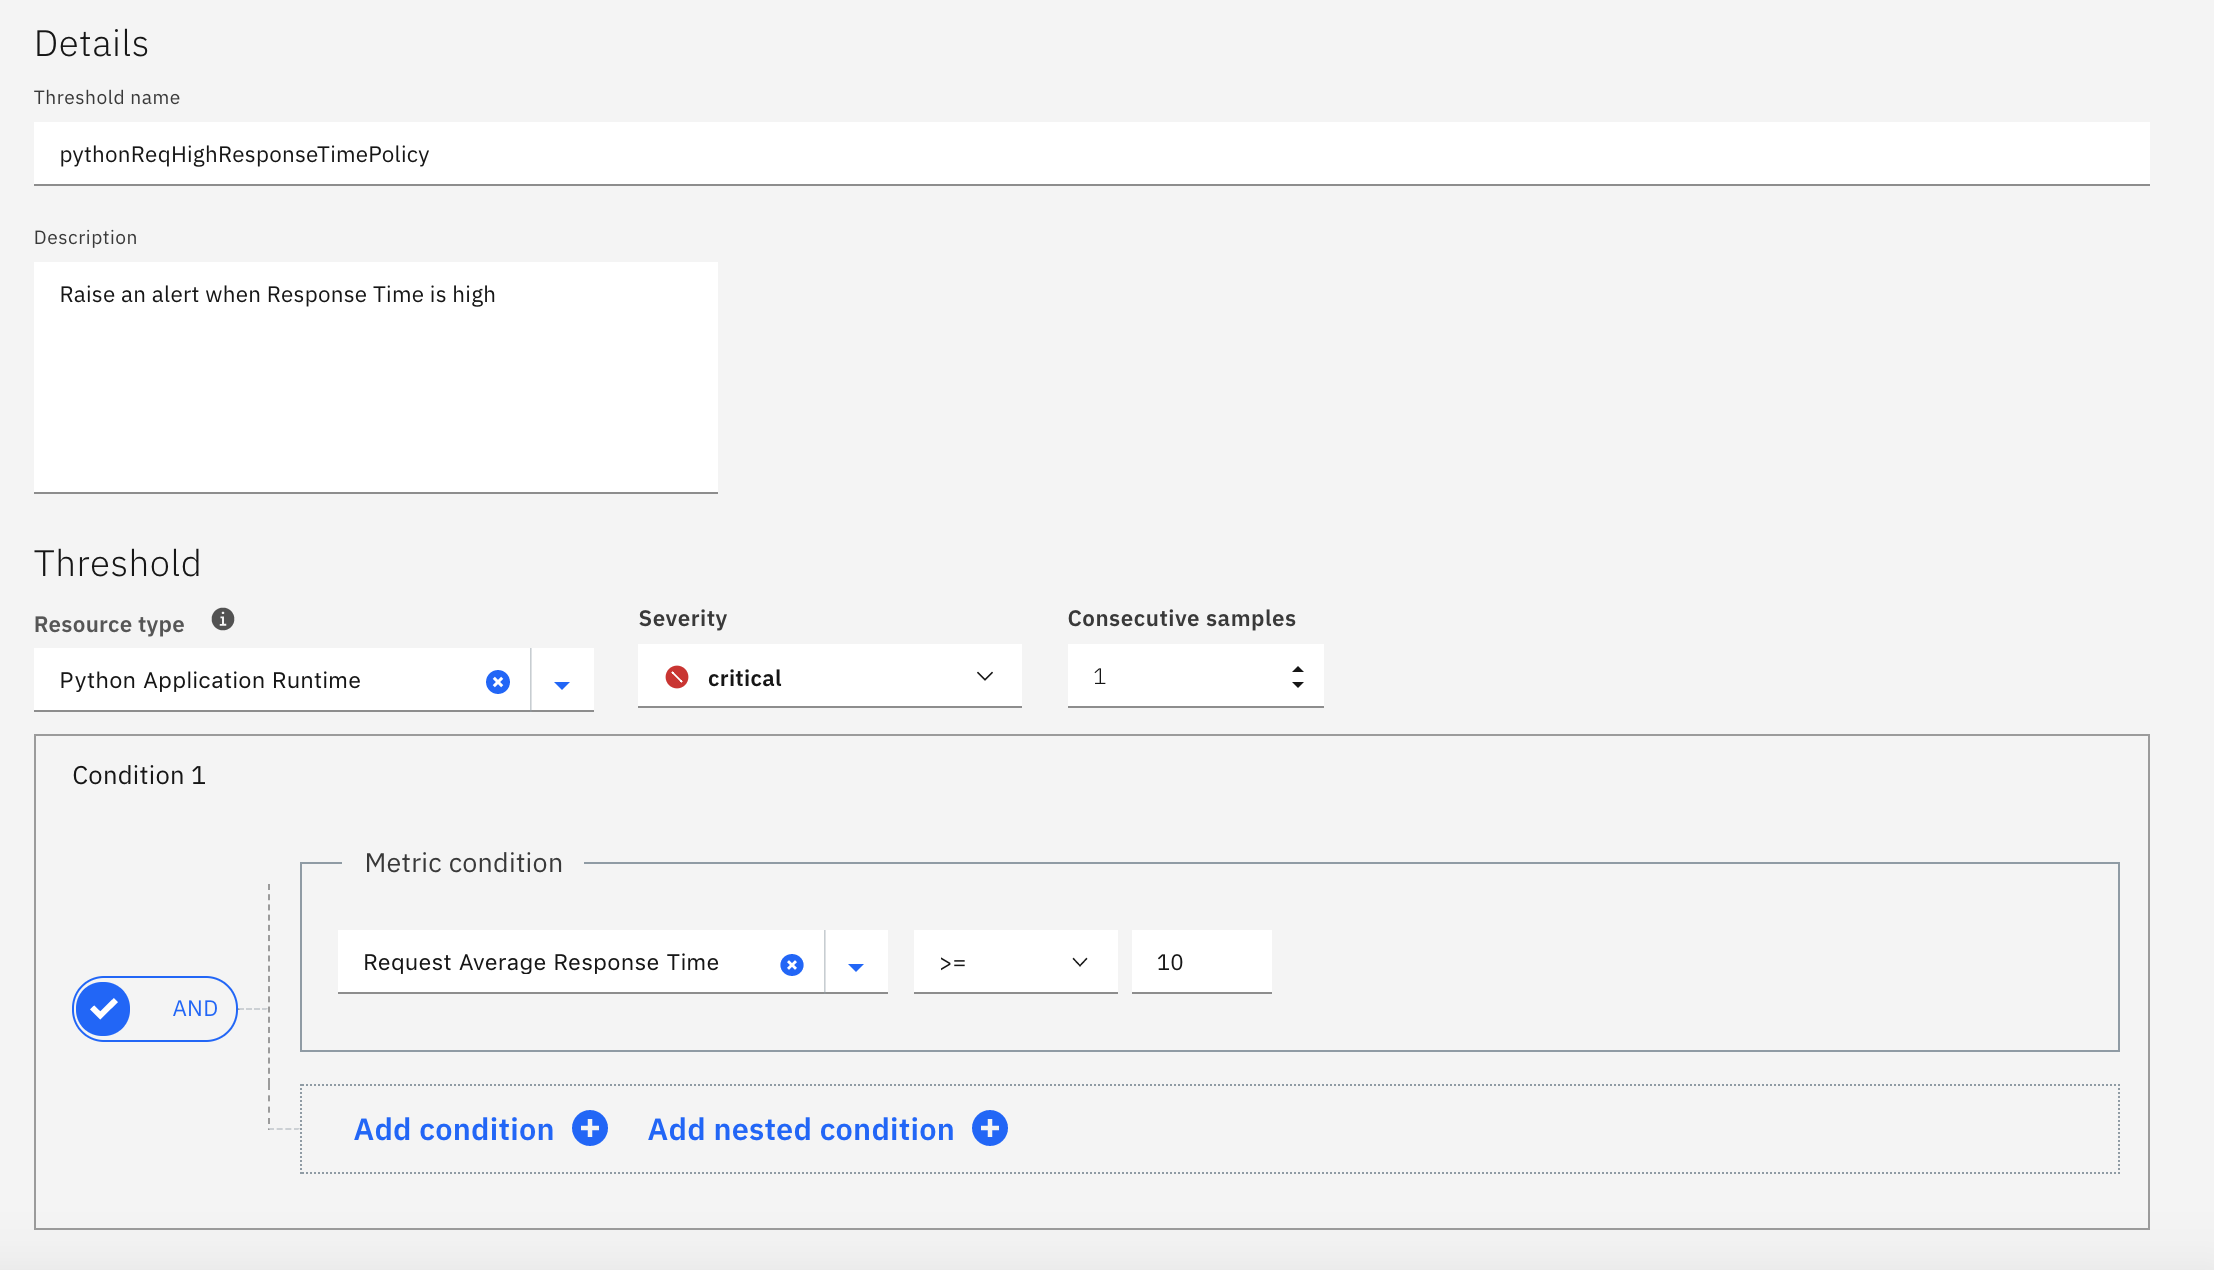 Details
Threshold name
pythonReqHighResponseTimePolicy
Description
Raise an alert when Response Time is high
Threshold
Resource type
Severity
Consecutive samples
Python Application Runtime
critical
1
Condition 1
Metric condition
Request Average Response Time
>=
10
AND
Add condition
Add nested condition